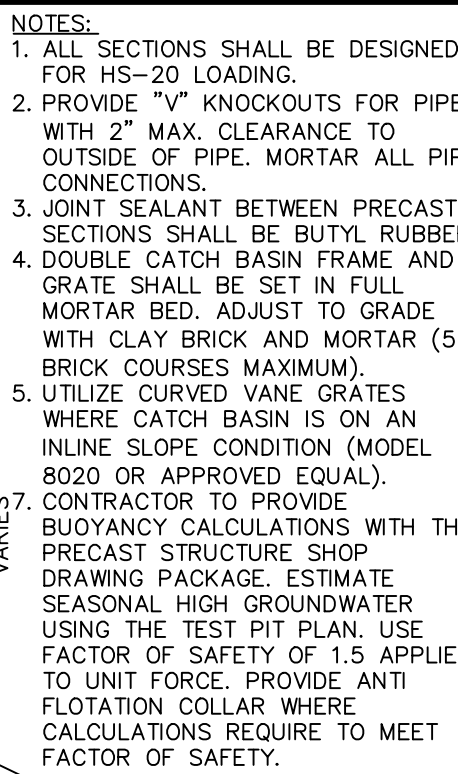 NOTES:
1. ALL SECTIONS SHALL BE DESIGNED
FOR HS-20 LOADING.
2. PROVIDE "V" KNOCKOUTS FOR PIPE
WITH 2" MAX. CLEARANCE TO
OUTSIDE OF PIPE. MORTAR ALL PIP
CONNECTIONS.
3. JOINT SEALANT BETWEEN PRECAST
SECTIONS SHALL BE BUTYL RUBBER
4. DOUBLE CATCH BASIN FRAME AND
GRATE SHALL BE SET IN FULL
MORTAR BED. ADJUST TO GRADE
WITH CLAY BRICK AND MORTAR (5
BRICK COURSES MAXIMUM).
5. UTILIZE CURVED VANE GRATES
WHERE CATCH BASIN IS ON AN
INLINE SLOPE CONDITION (MODEL
8020 OR APPROVED EQUAL).
7. CONTRACTOR TO PROVIDE
BUOYANCY CALCULATIONS WITH TH
PRECAST STRUCTURE SHOP
DRAWING PACKAGE. ESTIMATE
SEASONAL HIGH GROUNDWATER
USING THE TEST PIT PLAN. USE
FACTOR OF SAFETY OF 1.5 APPLIE
TO UNIT FORCE. PROVIDE ANTI
FLOTATION COLLAR WHERE
CALCULATIONS REQUIRE TO MEET
FACTOR OF SAFETY.
VARIES